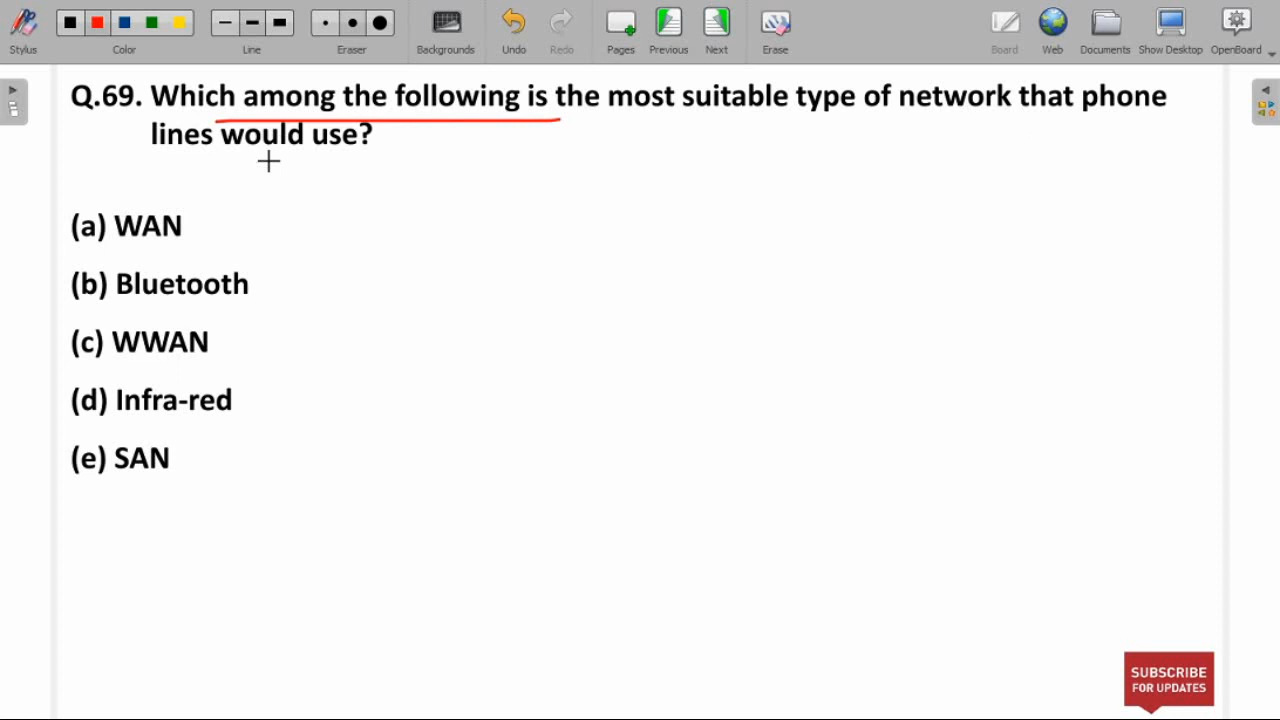 Stylus
Color
Line
Eraser
Backgrounds
Undo
Redo
Pages
Previous
Next
Erase
Board
Web
Documents
Show Desktop
OpenBoard
Q.69. Which among the following is the most suitable type of network that phone
lines would use?
(a) WAN
(b) Bluetooth
(c) WWAN
(d) Infra-red
(e) SAN
SUBSCRIBE
FOR UPDATES